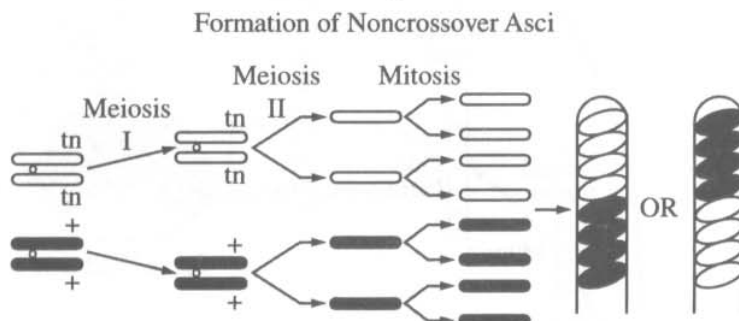 Formation of Noncrossover Asci
Meiosis
I
Meiosis
II
Mitosis
tn
tn
tn
tn
+
+
+
+
OR